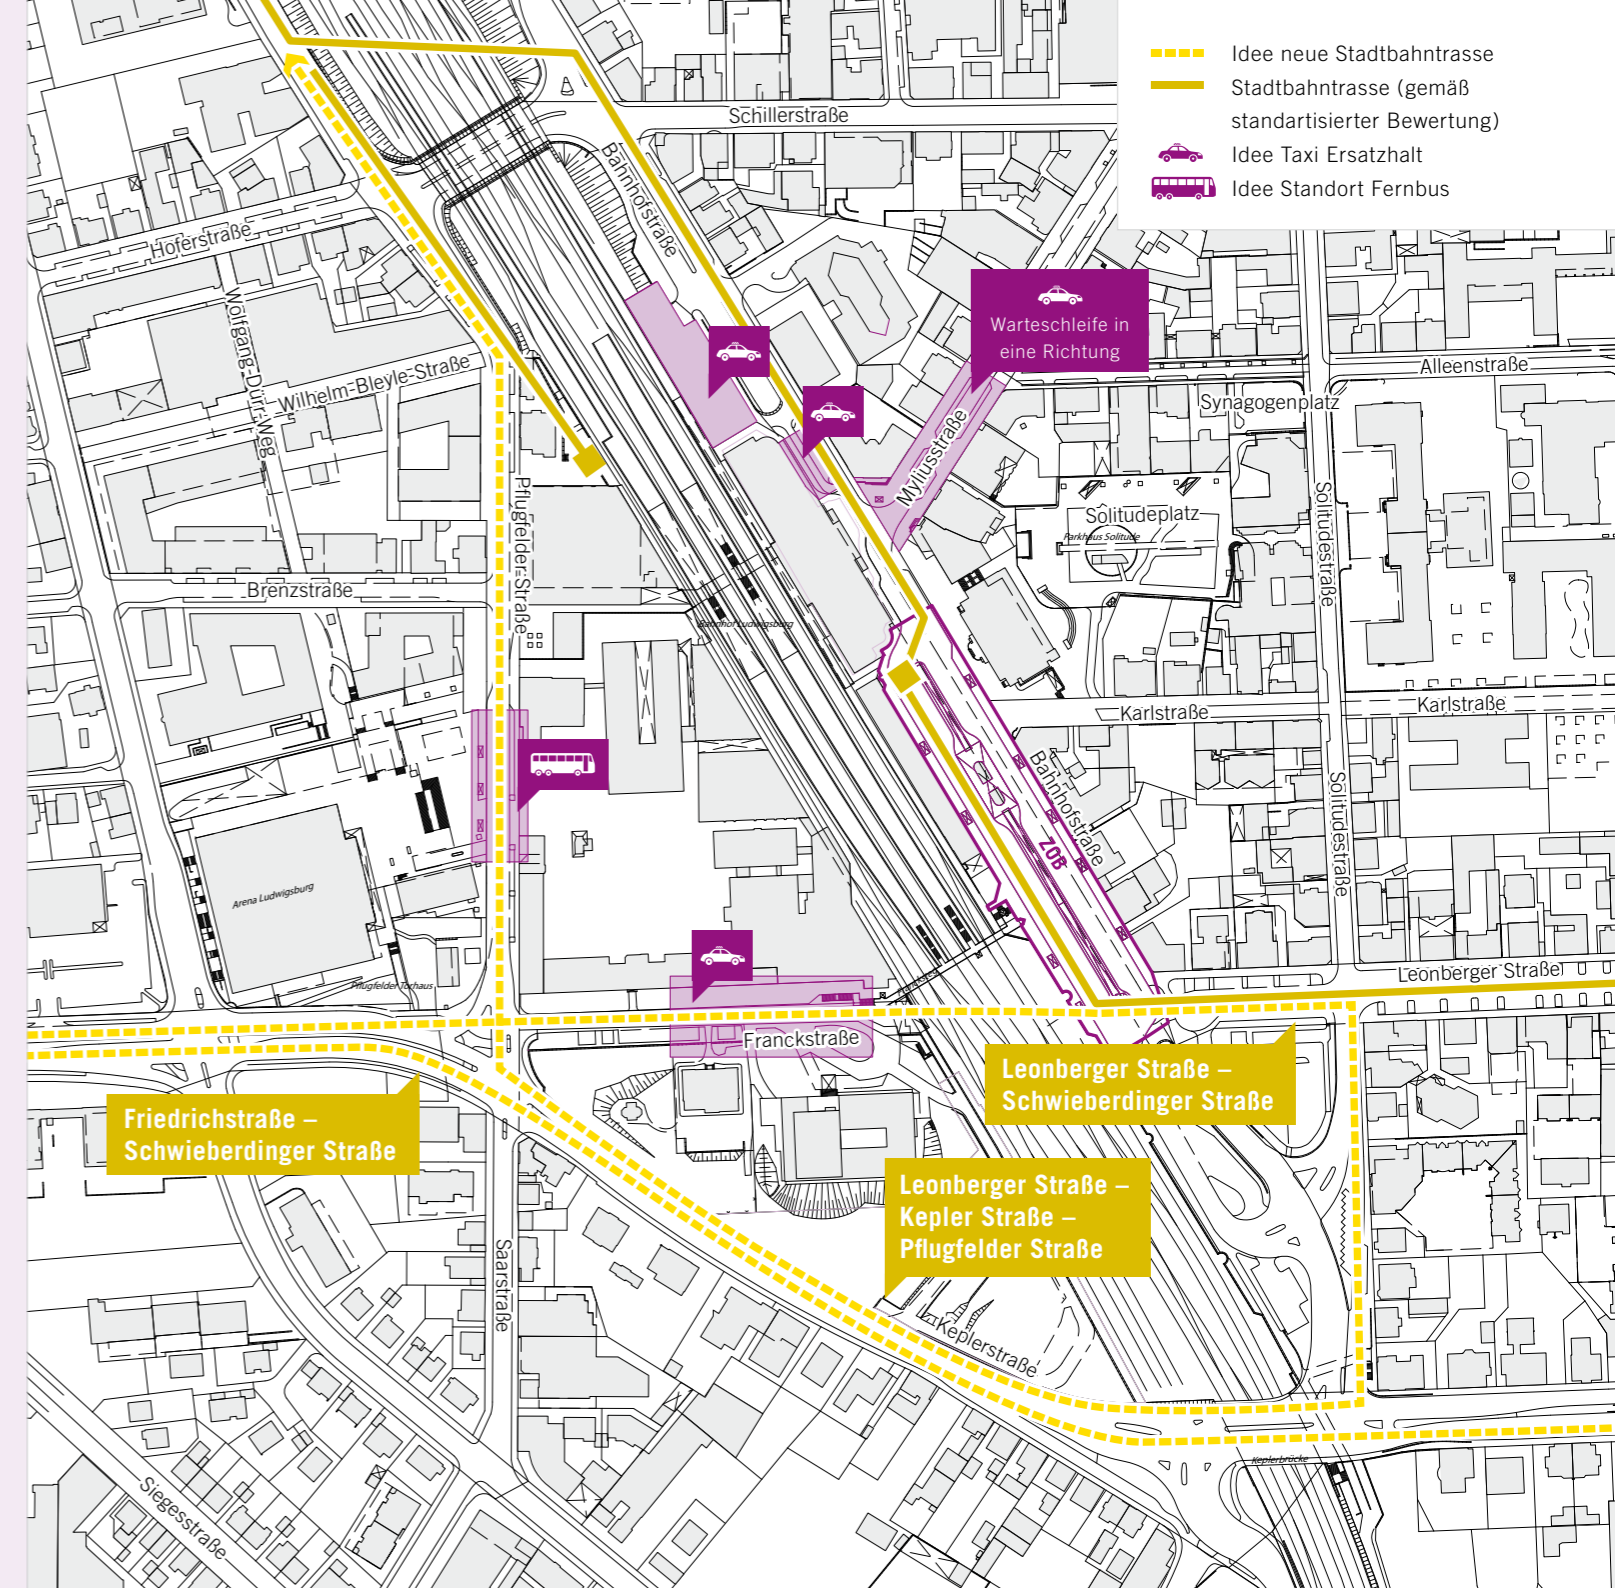 Idee neue Stadtbahntrasse
Stadtbahntrasse (gemäß
standartisierter Bewertung)
Idee Taxi Ersatzhalt
Idee Standort Fernbus
Schillerstraße
Bahnhofstraße
Hoferstraße
Wolfgang-Dürr-Weg
Wilhelm-Bleyle-Straße
Warteschleife in
eine Richtung
Alleenstraße
Synagogenplatz
Myliusstraße
Pflugfelder-Straße
Solitudeplatz
Parkhaus Solitude
Solitudestraße
Brenzstraße
Bahnhof Ludwigsburg
Karlstraße
Karlstraße
Bahnhofstraße
ZOB
Solitudestraße
Arena Ludwigsburg
Leonberger Straße
Pflugfelder Torhaus
Franckstraße
Leonberger Straße –
Schwieberdinger Straße
Friedrichstraße –
Schwieberdinger Straße
Leonberger Straße –
Kepler Straße –
Pflugfelder Straße
Saarstraße
Keplerstraße
Keplerbrücke
Siegesstraße